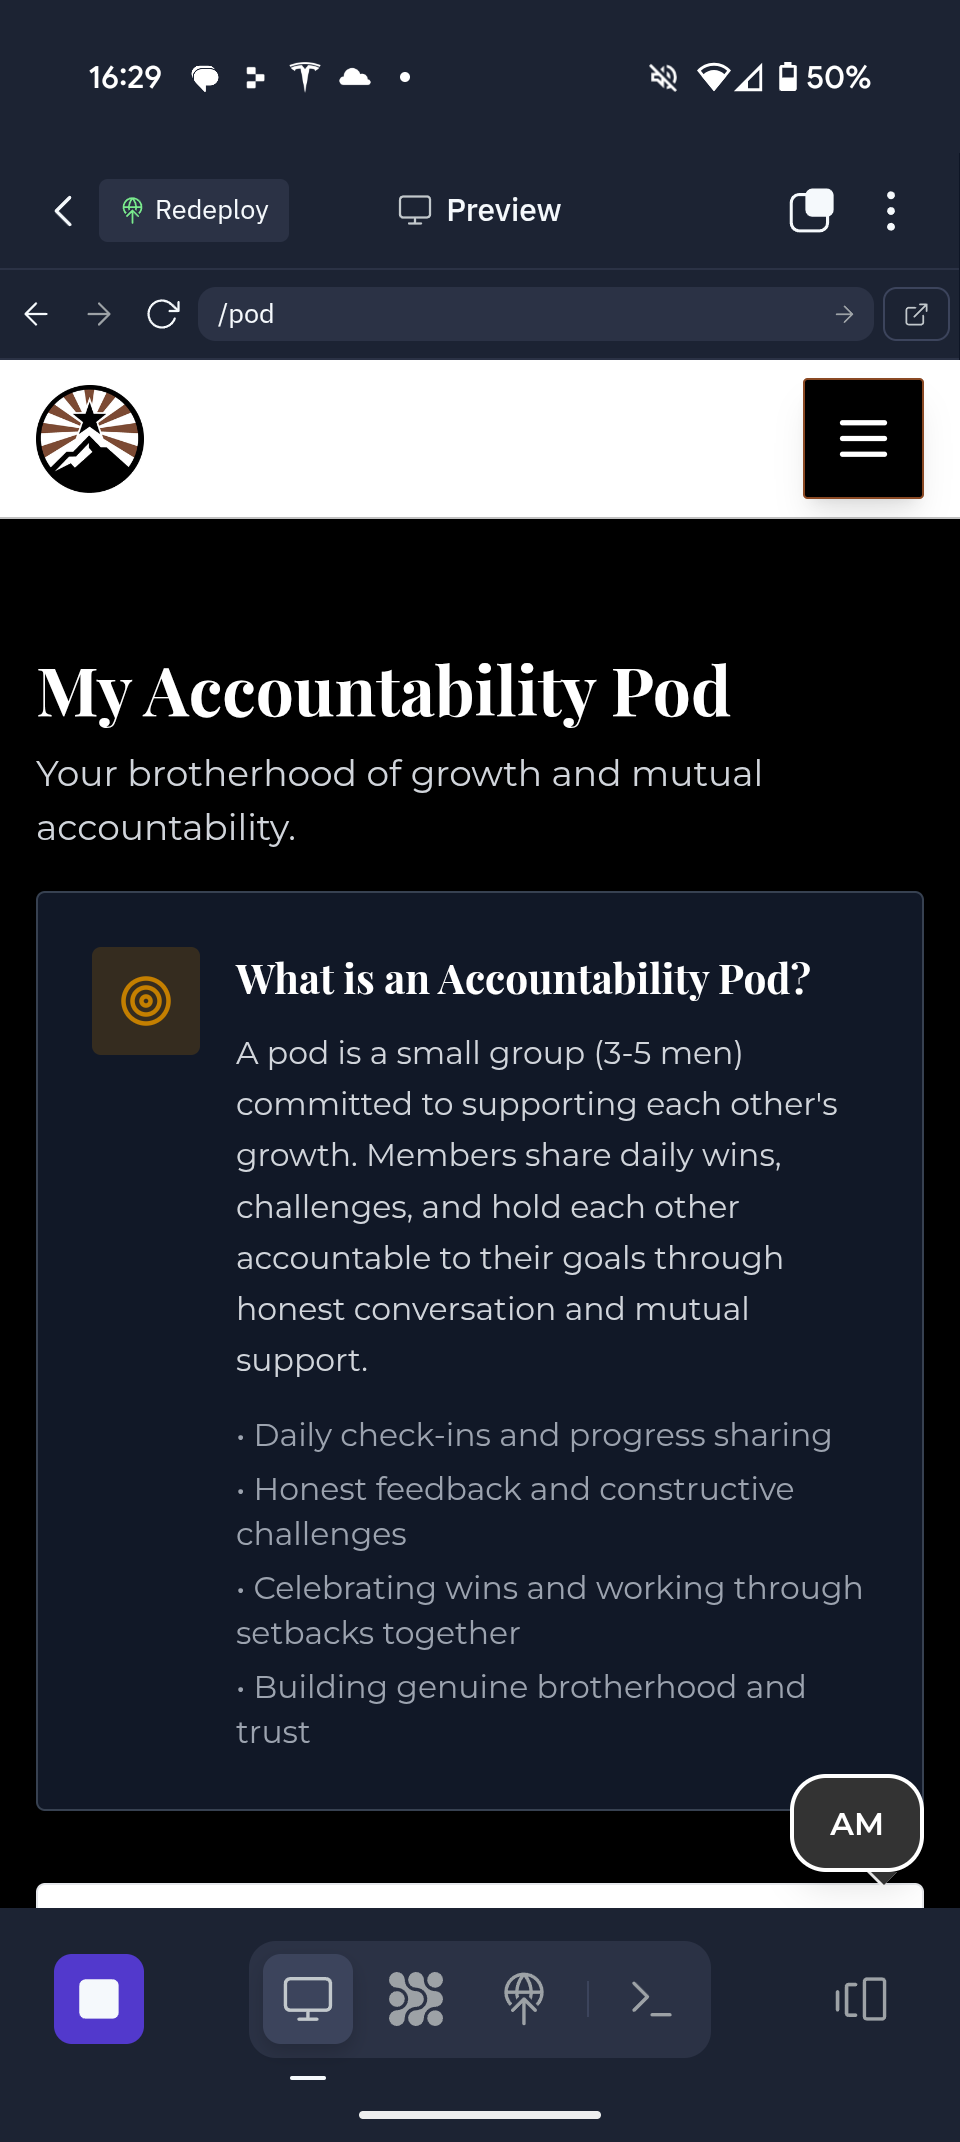 16:29
50%
Redeploy
Preview
/pod
My Accountability Pod
Your brotherhood of growth and mutual
accountability.
What is an Accountability Pod?
A pod is a small group (3-5 men)
committed to supporting each other's
growth. Members share daily wins,
challenges, and hold each other
accountable to their goals through
honest conversation and mutual
support.
• Daily check-ins and progress sharing
• Honest feedback and constructive
challenges
• Celebrating wins and working through
setbacks together
• Building genuine brotherhood and
trust
AM